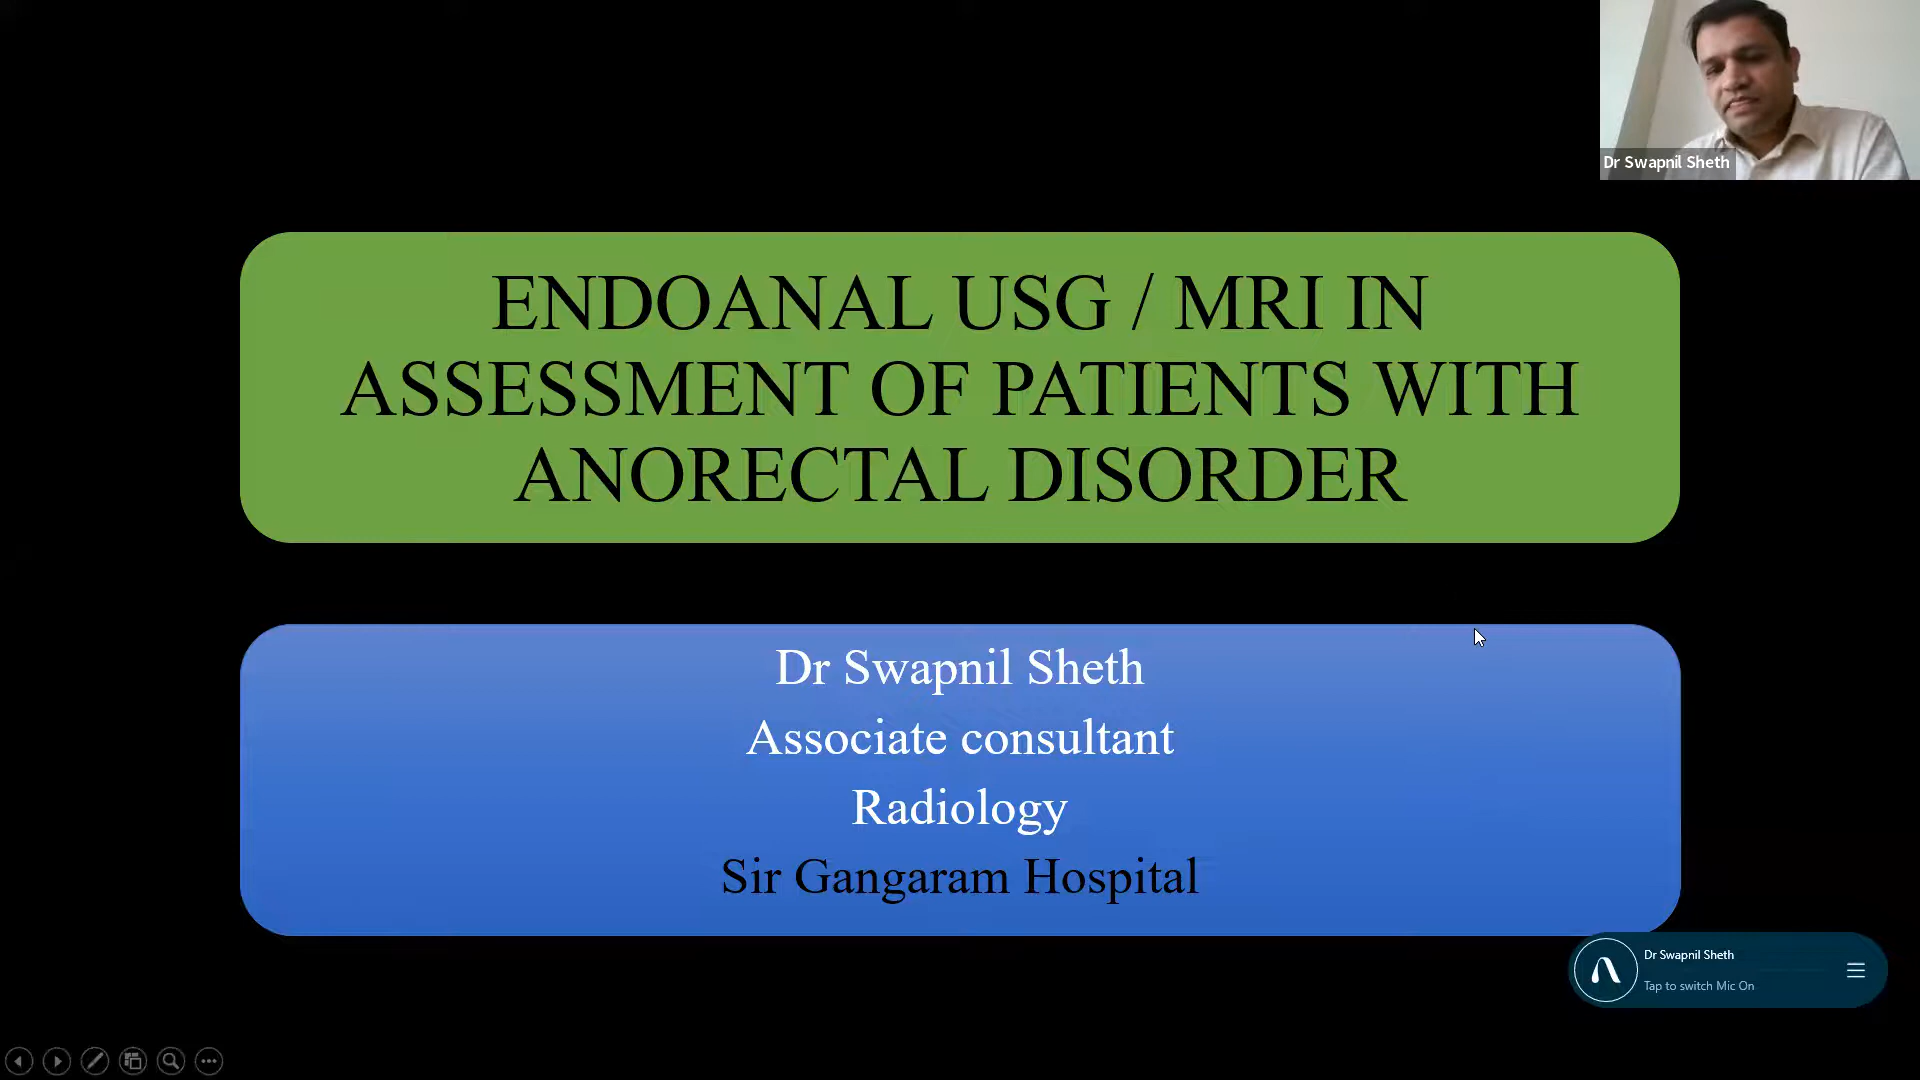 Dr Swapnil Sheth
ENDOANAL USG / MRI IN
ASSESSMENT OF PATIENTS WITH
ANORECTAL DISORDER
Dr Swapnil Sheth
Associate consultant
Radiology
Sir Gangaram Hospital
Dr Swapnil Sheth
Tap to switch Mic On